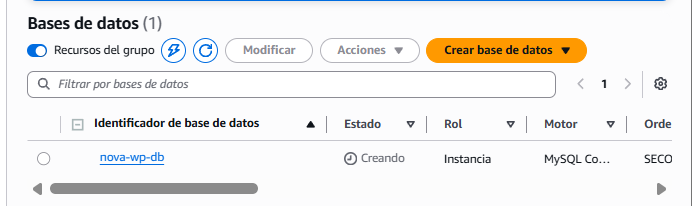 Bases de datos (1)
Recursos del grupo Modificar Acciones Crear base de datos
Filtrar por bases de datos 1
Identificador de base de datos Estado Rol Motor Orde
nova-wp-db Creando Instancia MySQL Co... SECO